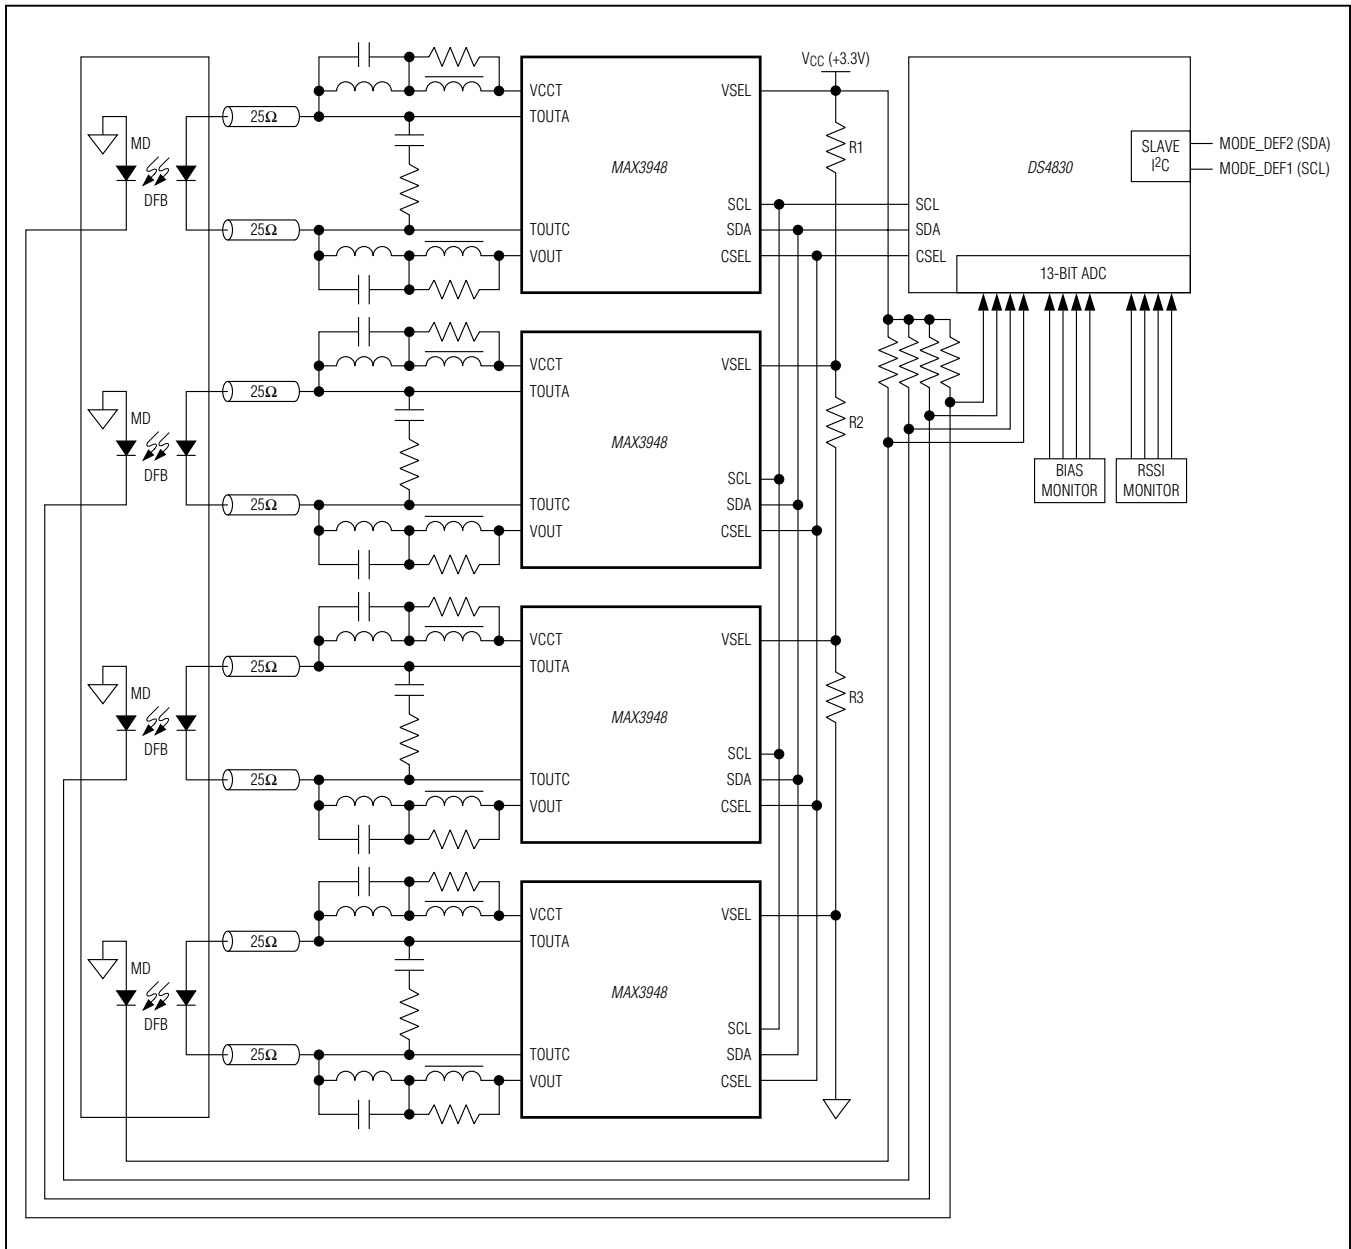 VCC (+3.3V)
VCCT
VSEL
25Ω
TOUTA
MD
R1
SLAVE
I2C
MODE_DEF2 (SDA)
MODE_DEF1 (SCL)
MAX3948
DS4830
DFB
SCL
SCL
25Ω
TOUTC
SDA
SDA
VOUT
CSEL
CSEL
13-BIT ADC
VCCT
VSEL
25Ω
TOUTA
MD
R2
MAX3948
DFB
BIAS
MONITOR
RSSI
MONITOR
SCL
25Ω
TOUTC
SDA
VOUT
CSEL
VCCT
VSEL
25Ω
TOUTA
MD
R3
MAX3948
DFB
SCL
25Ω
TOUTC
SDA
VOUT
CSEL
VCCT
VSEL
25Ω
TOUTA
MD
MAX3948
DFB
SCL
25Ω
TOUTC
SDA
VOUT
CSEL